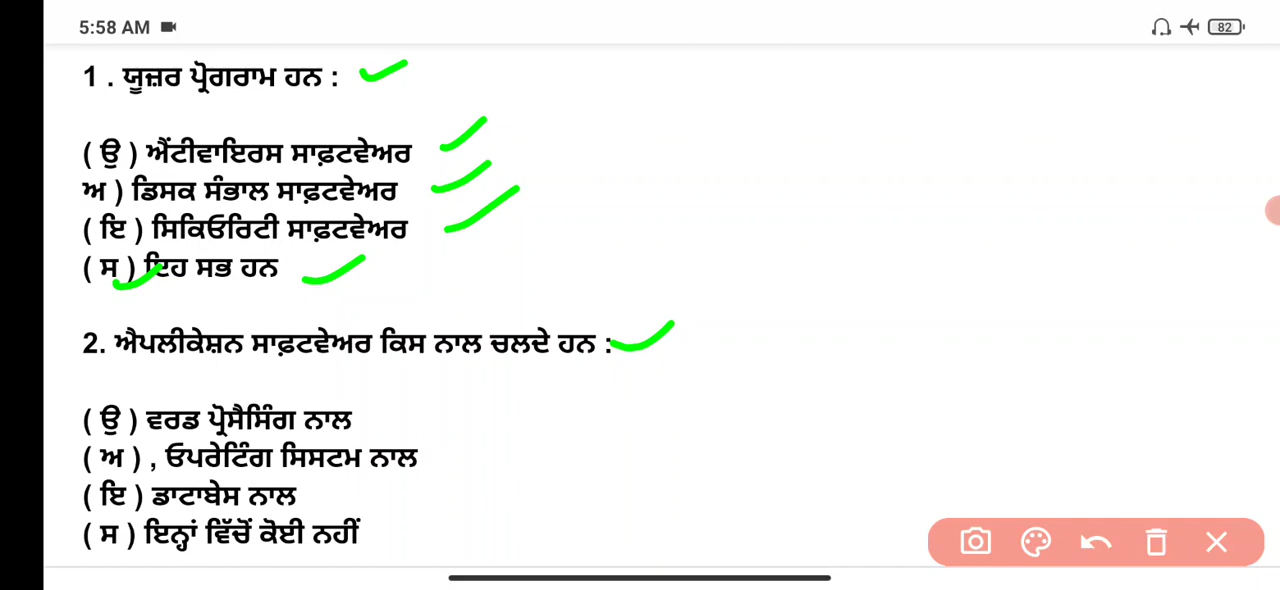 5:58 AM
82
1 . ਯੂਜ਼ਰ ਪ੍ਰੋਗਰਾਮ ਹਨ :
( ਉ ) ਐਂਟੀਵਾਇਰਸ ਸਾਫ਼ਟਵੇਅਰ
ਅ ) ਡਿਸਕ ਸੰਭਾਲ ਸਾਫ਼ਟਵੇਅਰ
( ਇ ) ਸਿਕਿਓਰਿਟੀ ਸਾਫ਼ਟਵੇਅਰ
( ਸ ) ਇਹ ਸਭ ਹਨ
2. ਐਪਲੀਕੇਸ਼ਨ ਸਾਫ਼ਟਵੇਅਰ ਕਿਸ ਨਾਲ ਚਲਦੇ ਹਨ :
( ਉ ) ਵਰਡ ਪ੍ਰੋਸੈਸਿੰਗ ਨਾਲ
( ਅ ) , ਓਪਰੇਟਿੰਗ ਸਿਸਟਮ ਨਾਲ
( ਇ ) ਡਾਟਾਬੇਸ ਨਾਲ
( ਸ ) ਇਨ੍ਹਾਂ ਵਿੱਚੋਂ ਕੋਈ ਨਹੀਂ